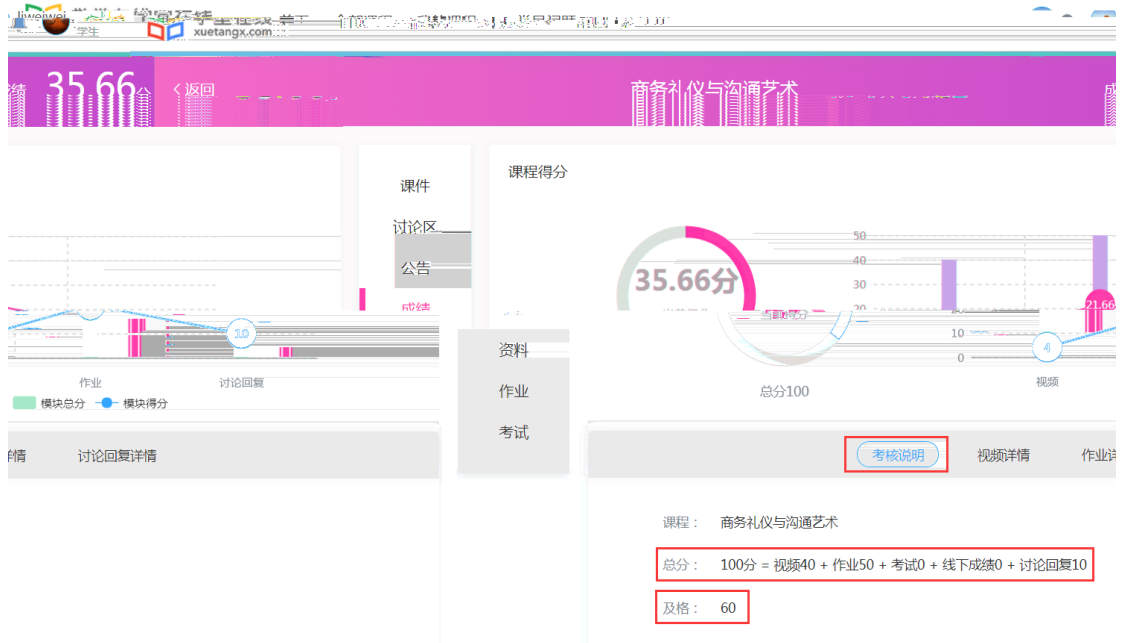 liweiwei
学生
xuetangx.com
35.66分
返回
商务礼仪与沟通艺术
课件
讨论区
公告
成绩
资料
作业
考试
课程得分
35.66分
当前得分
总分100
50
40
30
20
10
0
21.66
4
视频
10
作业
讨论回复
模块总分
模块得分
讨论回复详情
考核说明
视频详情
课程： 商务礼仪与沟通艺术
总分： 100分 = 视频40 + 作业50 + 考试0 + 线下成绩0 + 讨论回复10
及格： 60